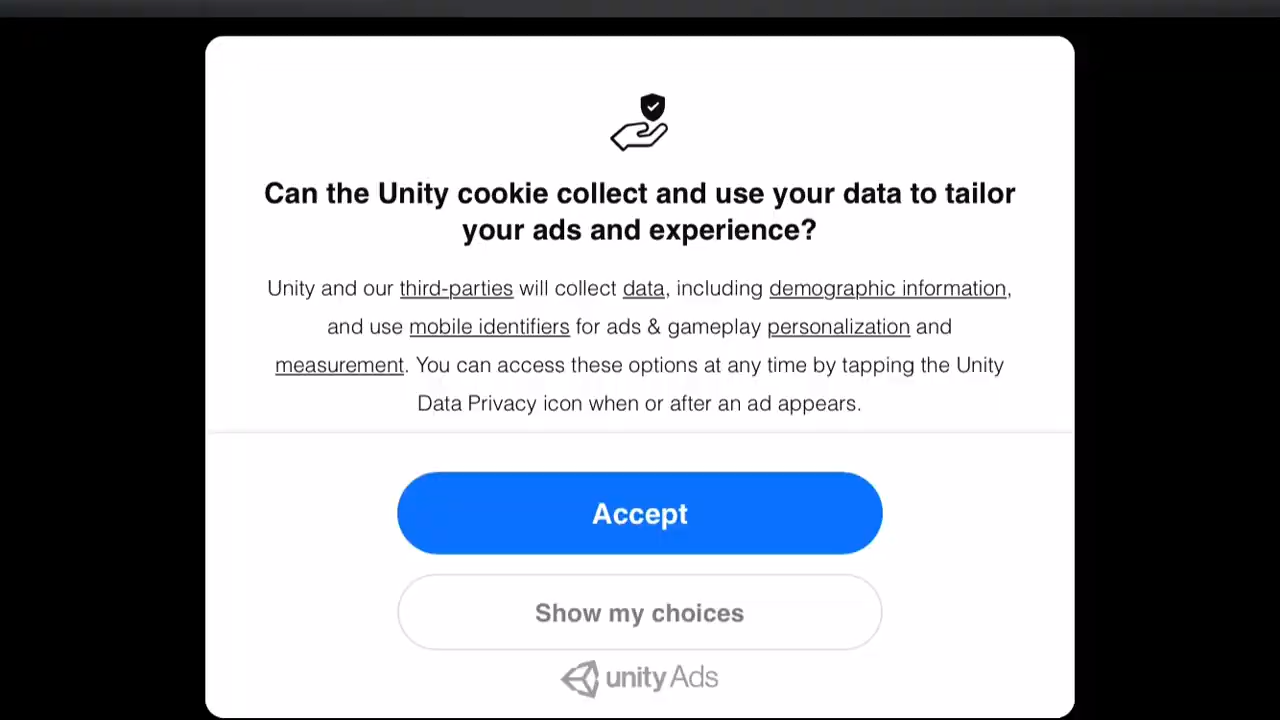 Can the Unity cookie collect and use your data to tailor
your ads and experience?
Unity and our third-parties will collect data, including demographic information,
and use mobile identifiers for ads & gameplay personalization and
measurement. You can access these options at any time by tapping the Unity
Data Privacy icon when or after an ad appears.
Accept
Show my choices
unity Ads